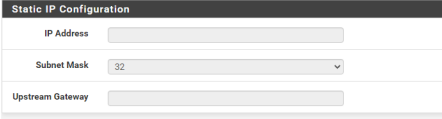 Static IP Configuration
IP Address
Subnet Mask 32
Upstream Gateway